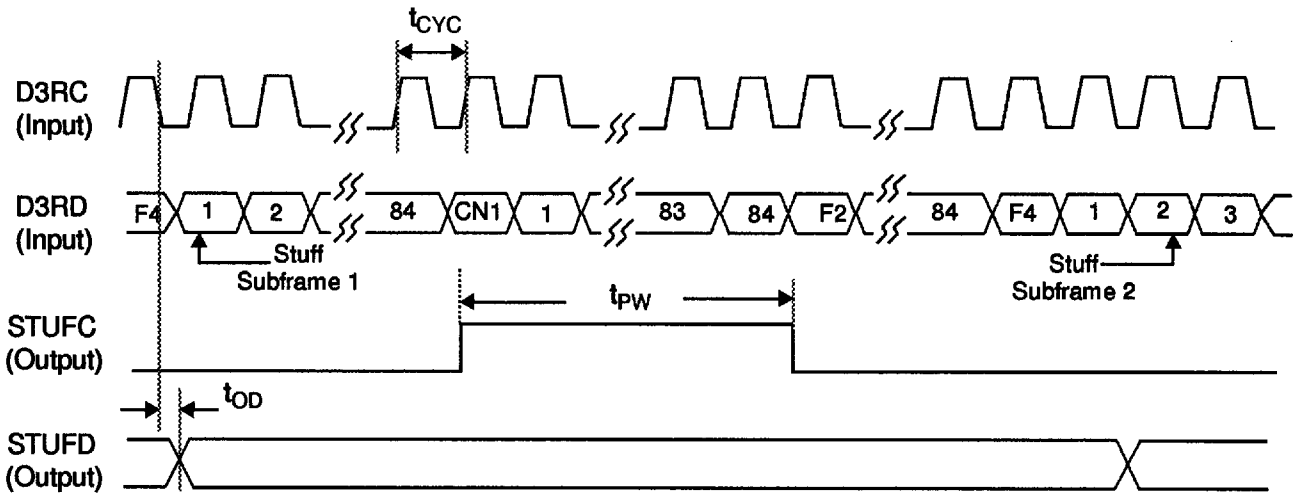 tCYC
D3RC
(Input)
D3RD
(Input)
F4 1 2 84 CN1 1 83 84 F2 84 F4 1 2 3
Stuff
Subframe 1
Stuff
Subframe 2
tPW
STUFC
(Output)
tOD
STUFD
(Output)